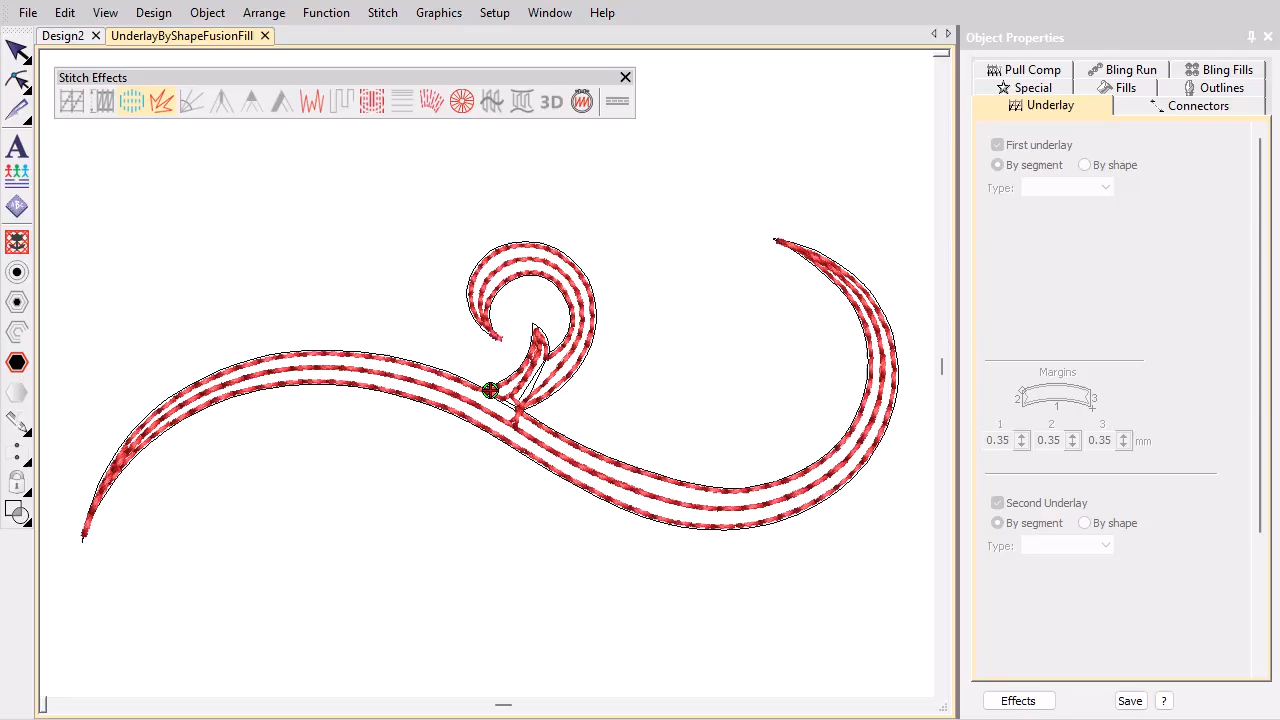 File Edit View Design Object Arrange Function Stitch Graphics Setup Window Help
Design2 UnderlayByShapeFusionFill
Stitch Effects
3D
A
ABC
Object Properties
Pull Comp Bling Run Bling Fills
Special Fills Outlines
Underlay Connectors
First underlay
By segment By shape
Type:
Margins
2 3
1
1 2 3
0.35 0.35 0.35 mm
Second Underlay
By segment By shape
Type:
Effects Save ?